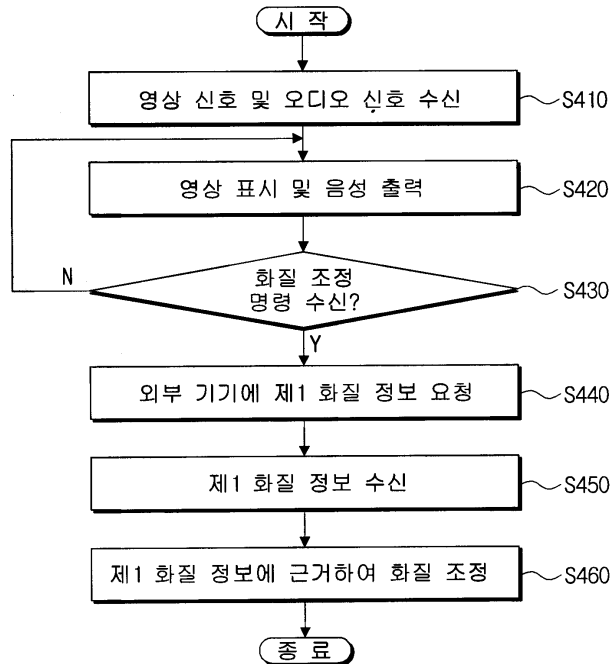 시 작
영상 신호 및 오디오 신호 수신
S410
영상 표시 및 음성 출력
S420
화질 조정
명령 수신?
S430
N
Y
외부 기기에 제1 화질 정보 요청
S440
제1 화질 정보 수신
S450
제1 화질 정보에 근거하여 화질 조정
S460
종 료